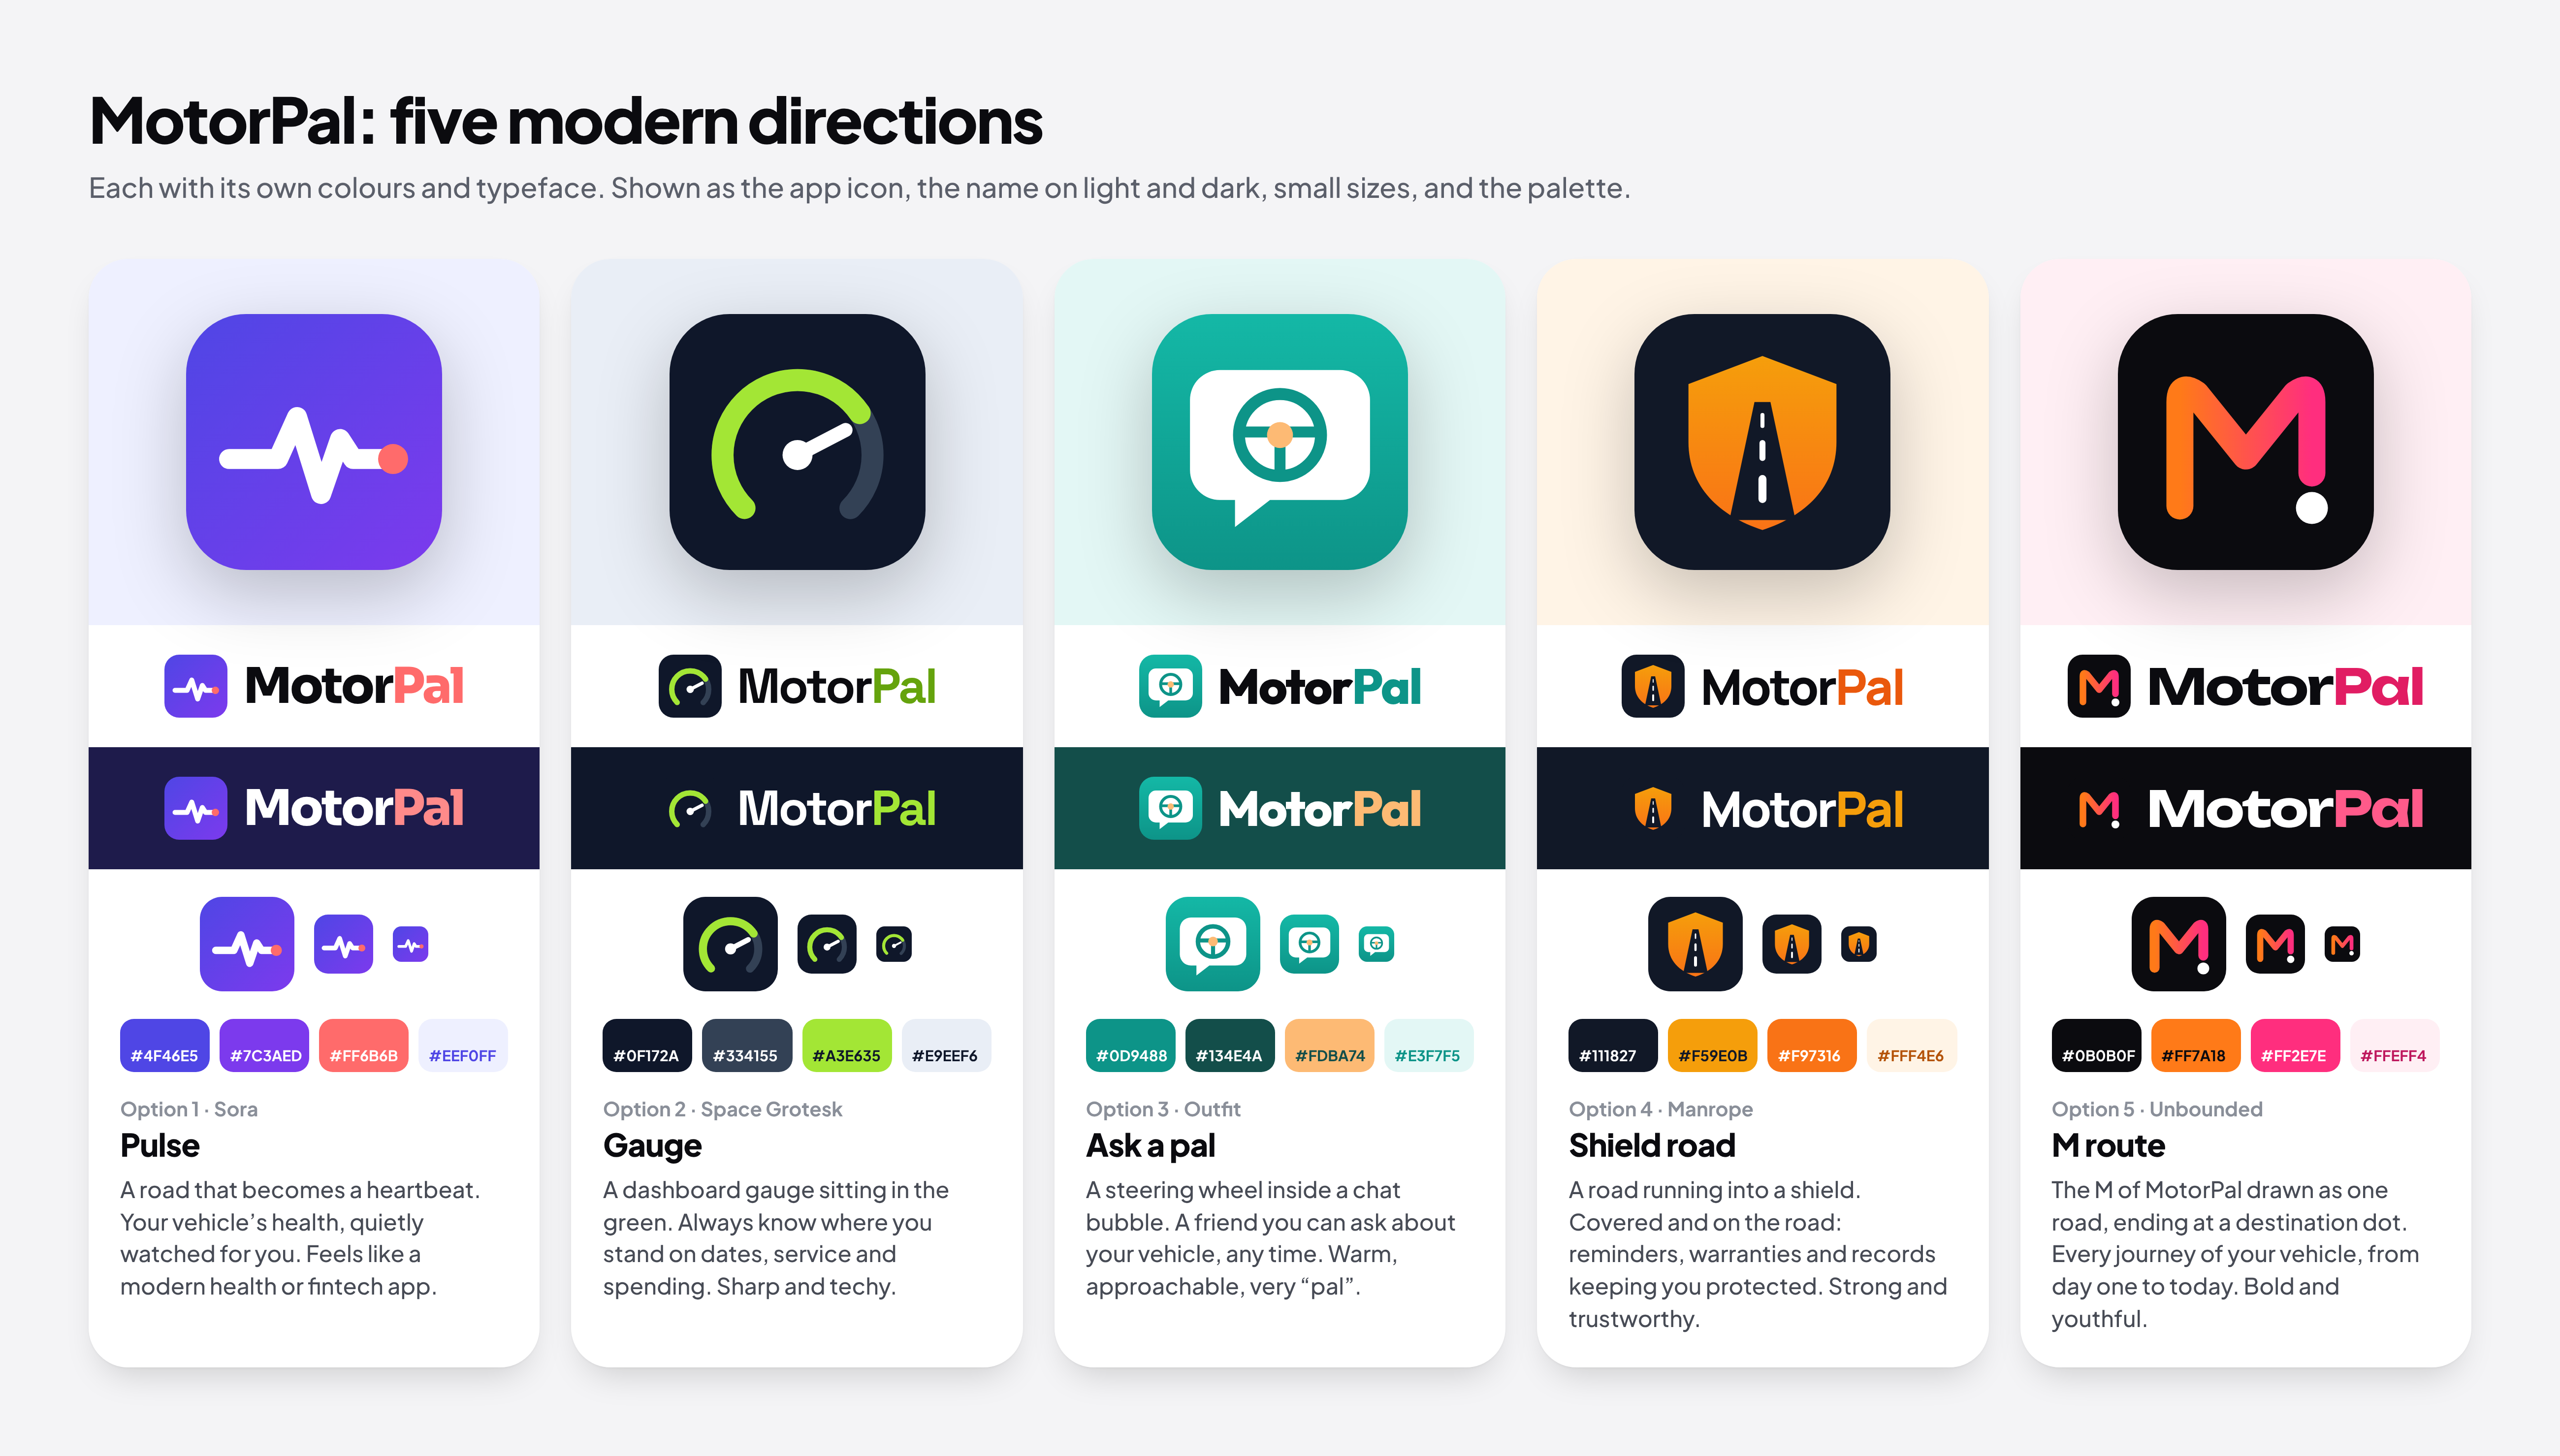 MotorPal: five modern directions
Each with its own colours and typeface. Shown as the app icon, the name on light and dark, small sizes, and the palette.
MotorPal
MotorPal
#4F46E5 #7C3AED #FF6B6B #EEF0FF
Option 1 · Sora
Pulse
A road that becomes a heartbeat.
Your vehicle’s health, quietly
watched for you. Feels like a
modern health or fintech app.
MotorPal
MotorPal
#0F172A #334155 #A3E635 #E9EEF6
Option 2 · Space Grotesk
Gauge
A dashboard gauge sitting in the
green. Always know where you
stand on dates, service and
spending. Sharp and techy.
MotorPal
MotorPal
#0D9488 #134E4A #FDBA74 #E3F7F5
Option 3 · Outfit
Ask a pal
A steering wheel inside a chat
bubble. A friend you can ask about
your vehicle, any time. Warm,
approachable, very “pal”.
MotorPal
MotorPal
#111827 #F59E0B #F97316 #FFF4E6
Option 4 · Manrope
Shield road
A road running into a shield.
Covered and on the road:
reminders, warranties and records
keeping you protected. Strong and
trustworthy.
M
MotorPal
MotorPal
#0B0B0F #FF7A18 #FF2E7E #FFEFF4
Option 5 · Unbounded
M route
The M of MotorPal drawn as one
road, ending at a destination dot.
Every journey of your vehicle, from
day one to today. Bold and
youthful.